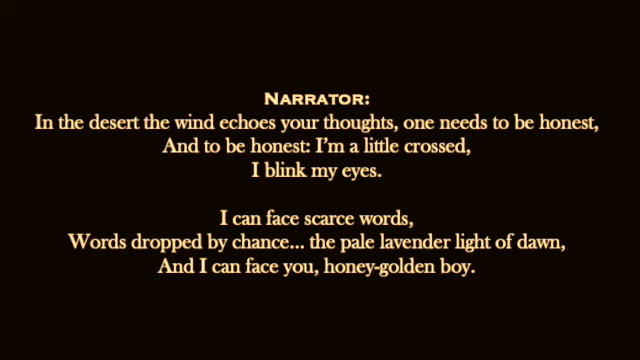 NARRATOR:
In the desert the wind echoes your thoughts, one needs to be honest,
And to be honest: I'm a little crossed,
I blink my eyes.
I can face scarce words,
Words dropped by chance... the pale lavender light of dawn,
And I can face you, honey-golden boy.